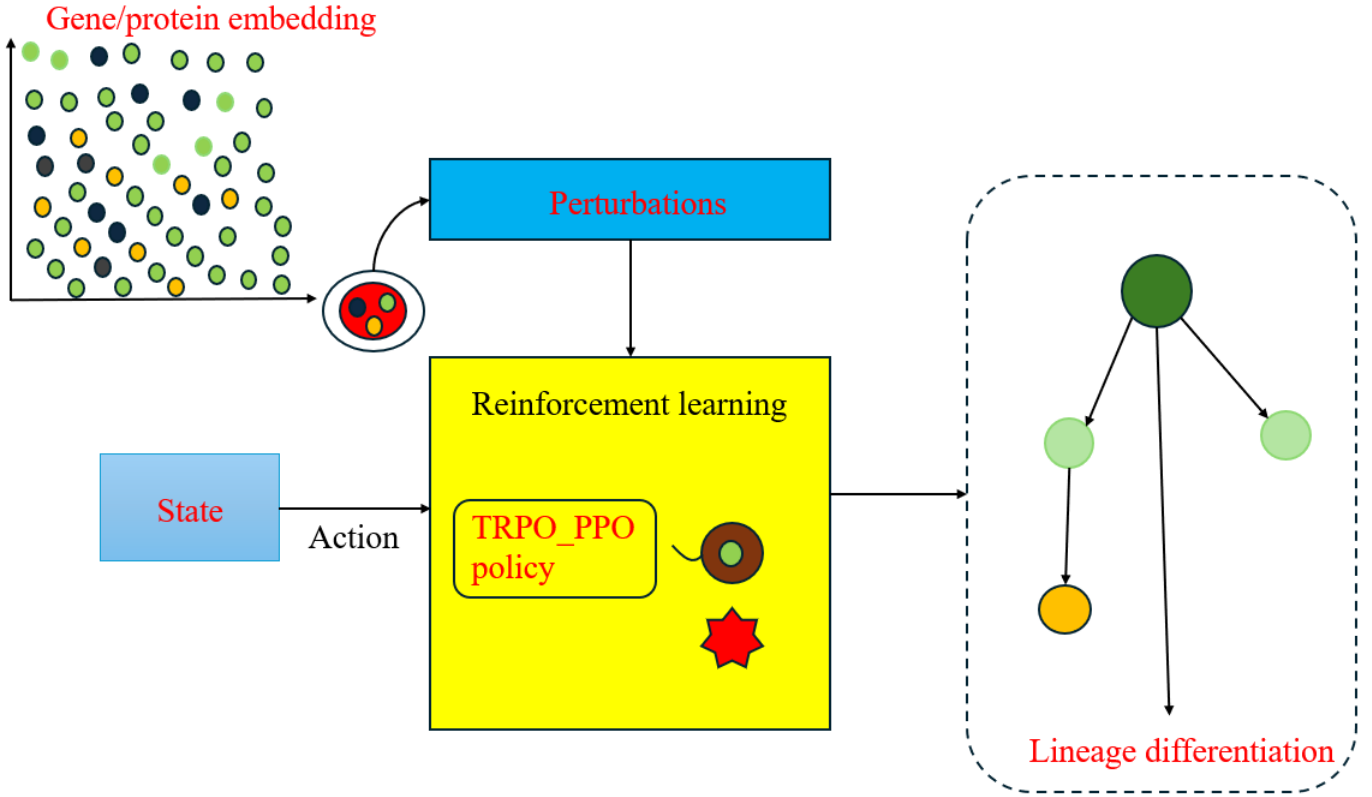 Gene/protein embedding
Perturbations
Reinforcement learning
State
Action
TRPO_PPO
policy
Lineage differentiation